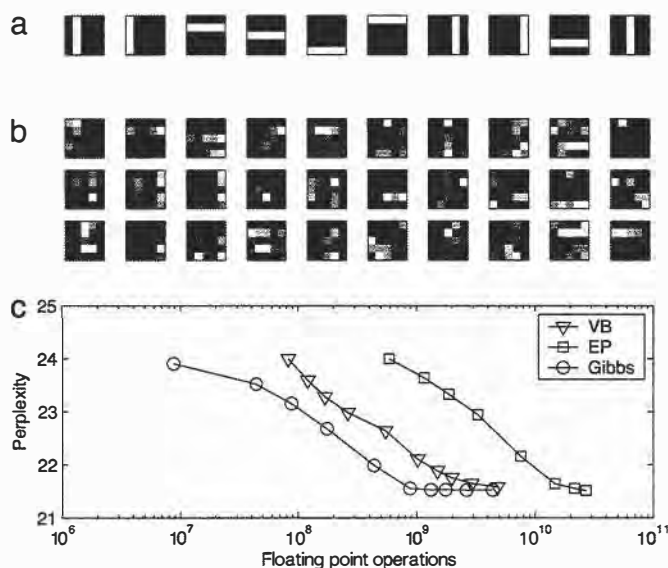 a
b
c
25
24
23
22
21
Perplexity
VB
EP
Gibbs
10^6
10^7
10^8
10^9
10^10
10^11
Floating point operations